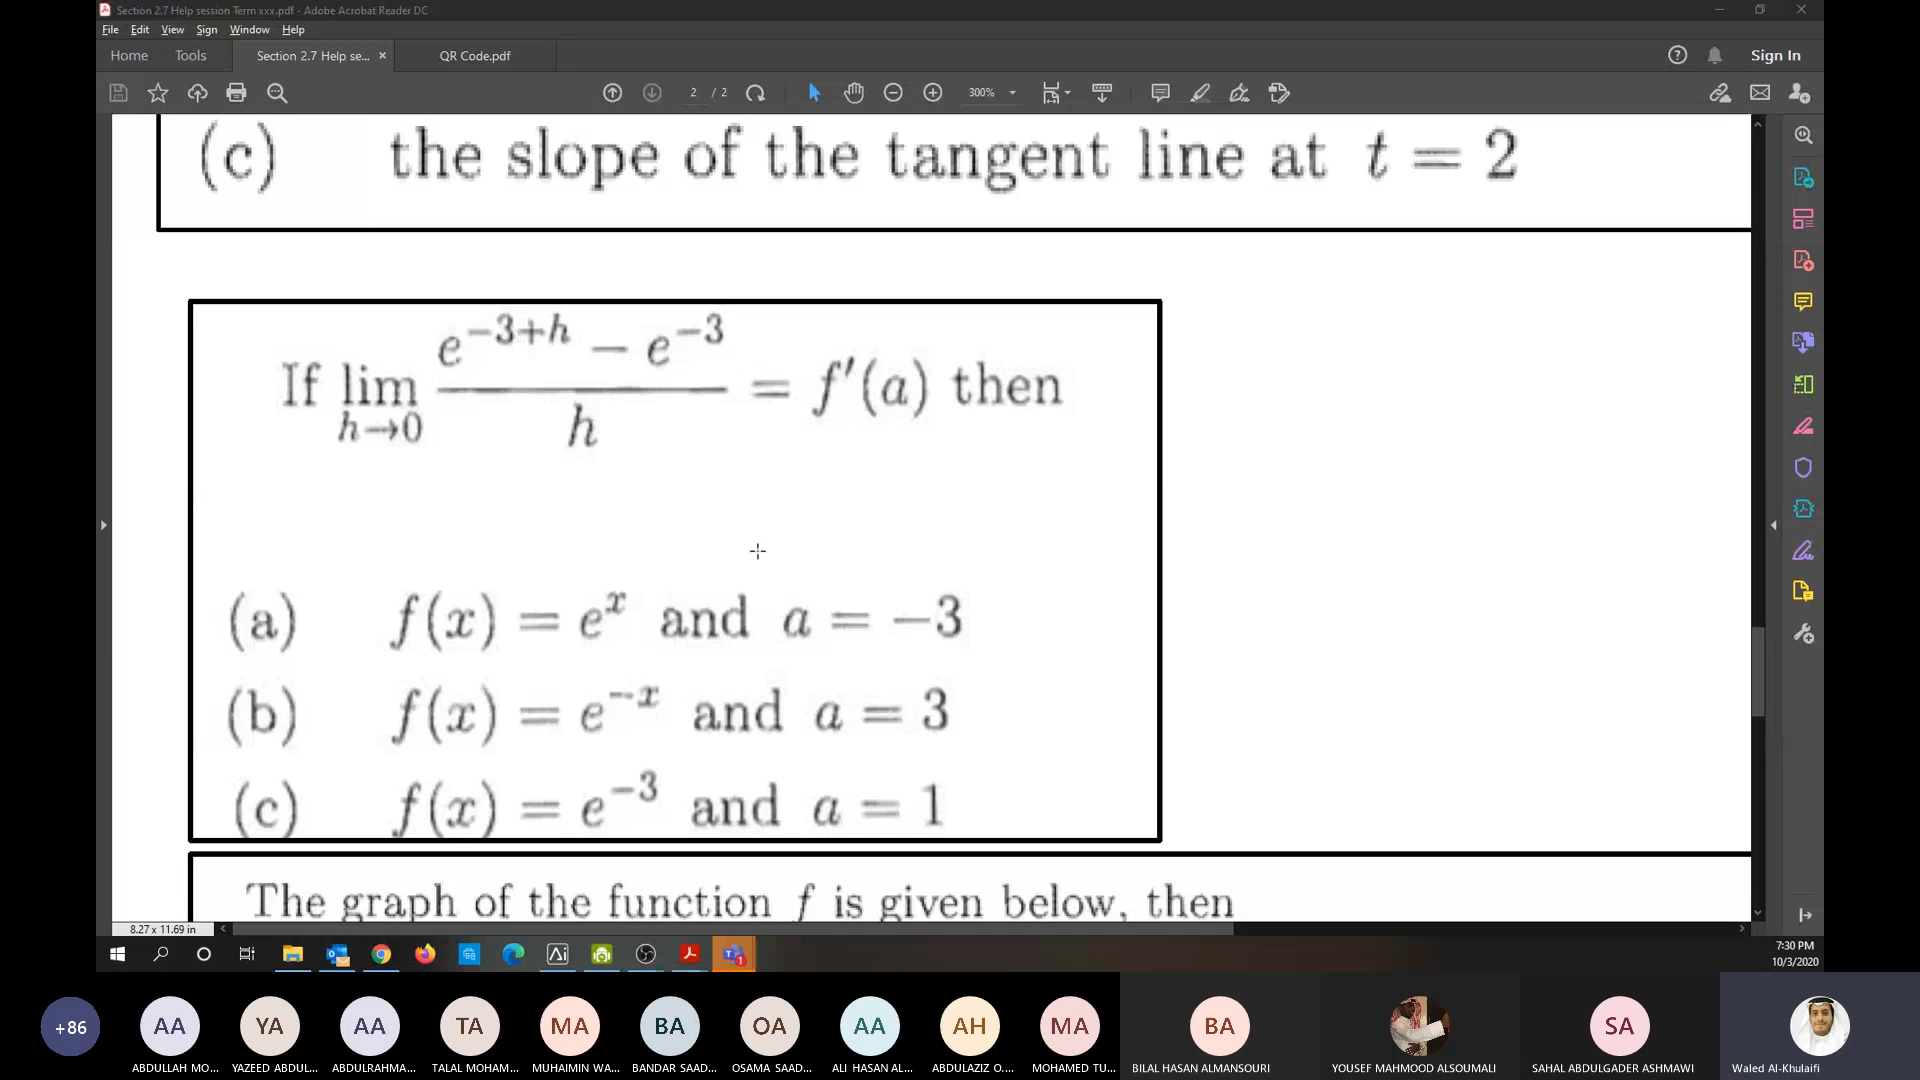 Section 2.7 Help session Term xxx.pdf - Adobe Acrobat Reader DC
File Edit View Sign Window Help
Home Tools Section 2.7 Help se... × QR Code.pdf Sign In
2 / 2 300%
(c) the slope of the tangent line at t = 2
If lim h→0 (e^{-3+h} − e^{-3})/h = f′(a) then
(a) f(x) = e^x and a = −3
(b) f(x) = e^{-x} and a = 3
(c) f(x) = e^{-3} and a = 1
The graph of the function f is given below, then
8.27 x 11.69 in
7:30 PM
10/3/2020
+86 AA YA AA TA MA BA OA AA AH MA BA SA
ABDULLAH MO... YAZEED ABDUL... ABDULRAHMA... TALAL MOHAM... MUHAIMIN WA... BANDAR SAAD... OSAMA SAAD... ALI HASAN AL... ABDULAZIZ O.... MOHAMED TU... BILAL HASAN ALMANSOURI YOUSEF MAHMOOD ALSOUMALI SAHAL ABDULGADER ASHMAWI Waled Al-Khulaifi